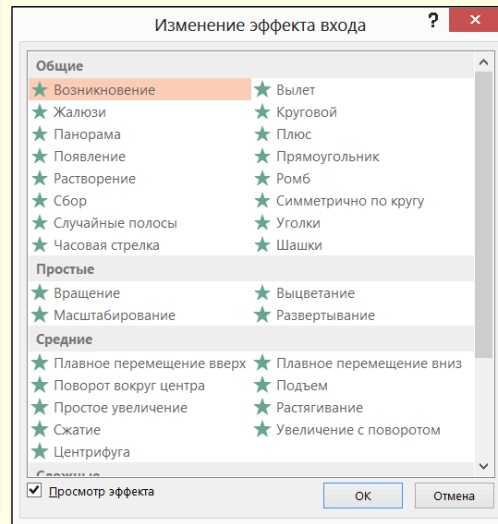 Изменение эффекта входа ? ×
Общие
Возникновение Вылет
Жалюзи Круговой
Панорама Плюс
Появление Прямоугольник
Растворение Ромб
Сбор Симметрично по кругу
Случайные полосы Уголки
Часовая стрелка Шашки
Простые
Вращение Выцветание
Масштабирование Развертывание
Средние
Плавное перемещение вверх Плавное перемещение вниз
Поворот вокруг центра Подъем
Простое увеличение Растягивание
Сжатие Увеличение с поворотом
Центрифуга
Сложные
Просмотр эффекта ОК Отмена